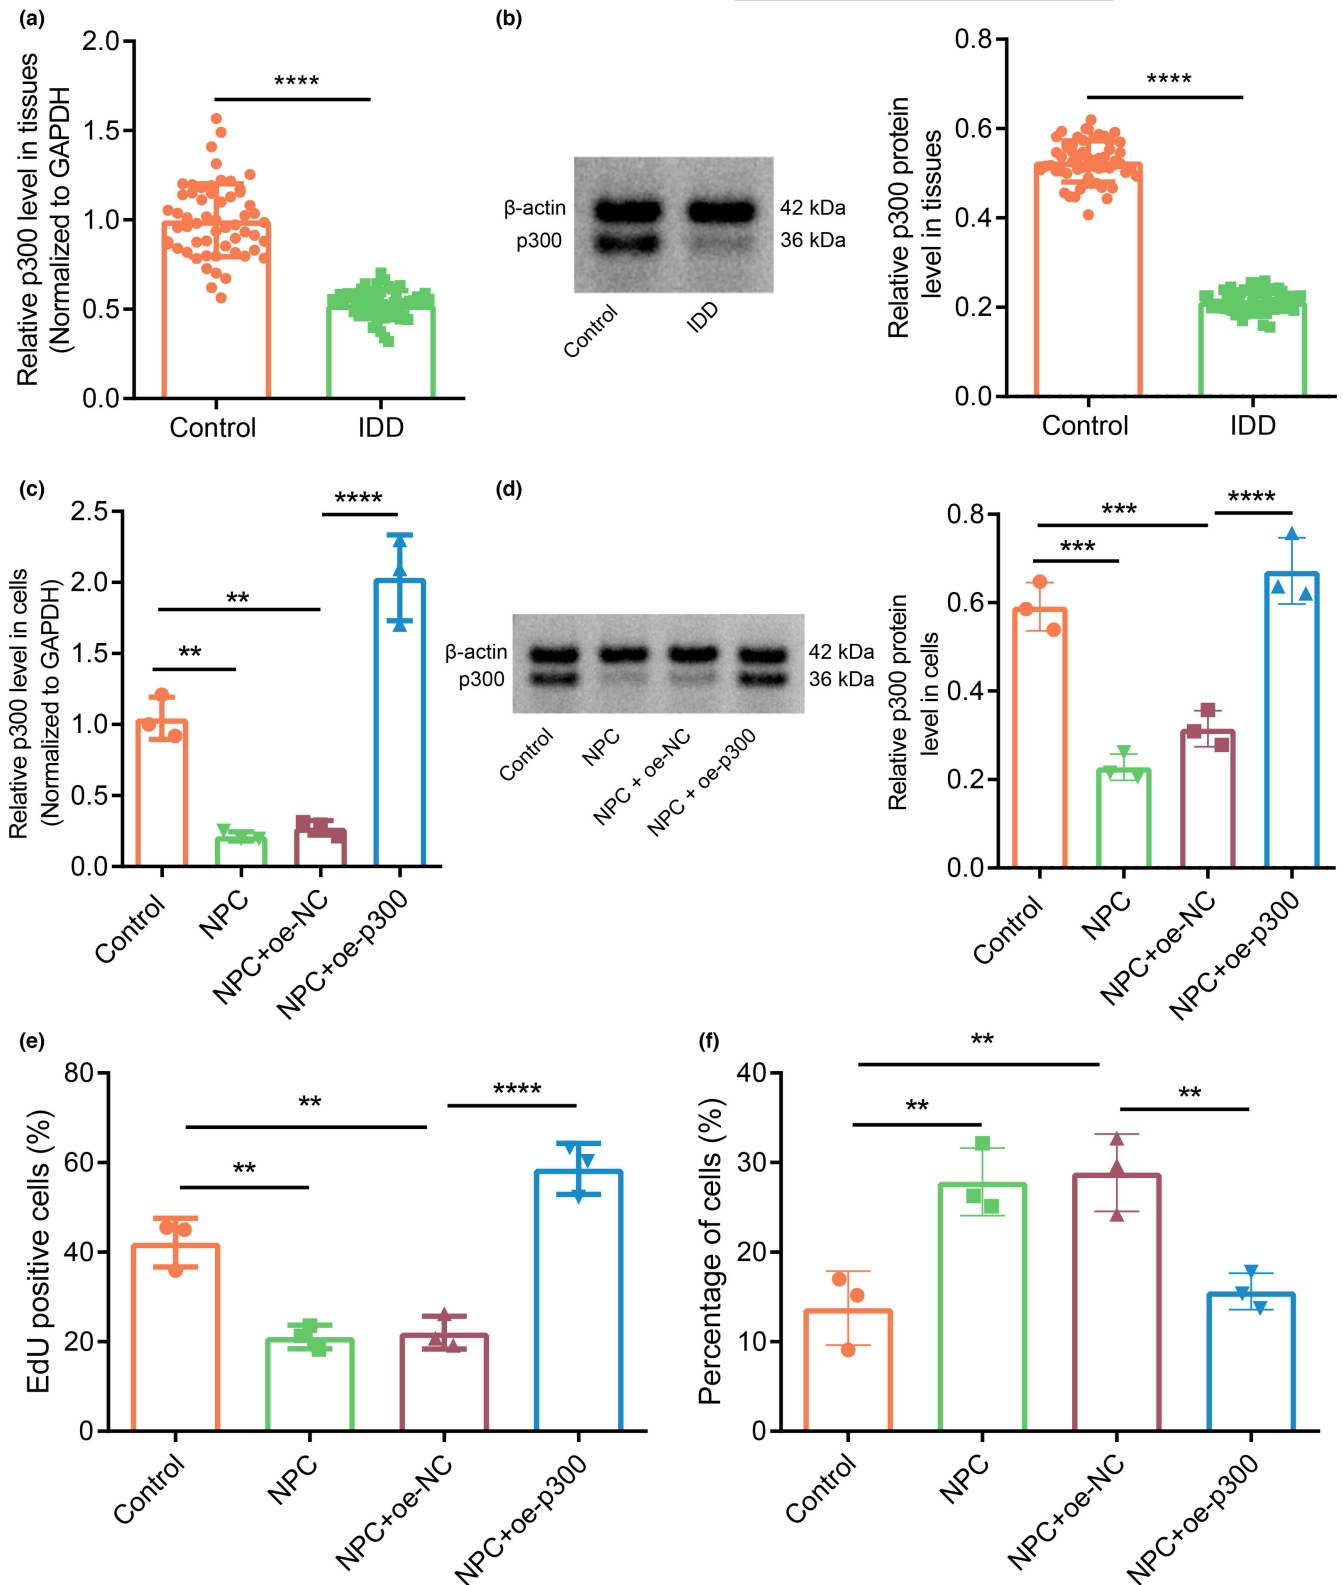 (a)
Relative p300 level in tissues
(Normalized to GAPDH)
2.0
1.5
1.0
0.5
0.0
****
Control
IDD
(b)
β-actin
p300
42 kDa
36 kDa
Control
IDD
Relative p300 protein
level in tissues
0.8
0.6
0.4
0.2
0.0
****
Control
IDD
(c)
Relative p300 level in cells
(Normalized to GAPDH)
2.5
2.0
1.5
1.0
0.5
0.0
****
**
**
Control
NPC
NPC+oe-NC
NPC+oe-p300
(d)
β-actin
p300
42 kDa
36 kDa
Control
NPC
NPC + oe-NC
NPC + oe-p300
Relative p300 protein
level in cells
0.8
0.6
0.4
0.2
0.0
****
***
***
Control
NPC
NPC+oe-NC
NPC+oe-p300
(e)
EdU positive cells (%)
80
60
40
20
0
****
**
**
Control
NPC
NPC+oe-NC
NPC+oe-p300
(f)
Percentage of cells (%)
40
30
20
10
0
**
**
**
Control
NPC
NPC+oe-NC
NPC+oe-p300